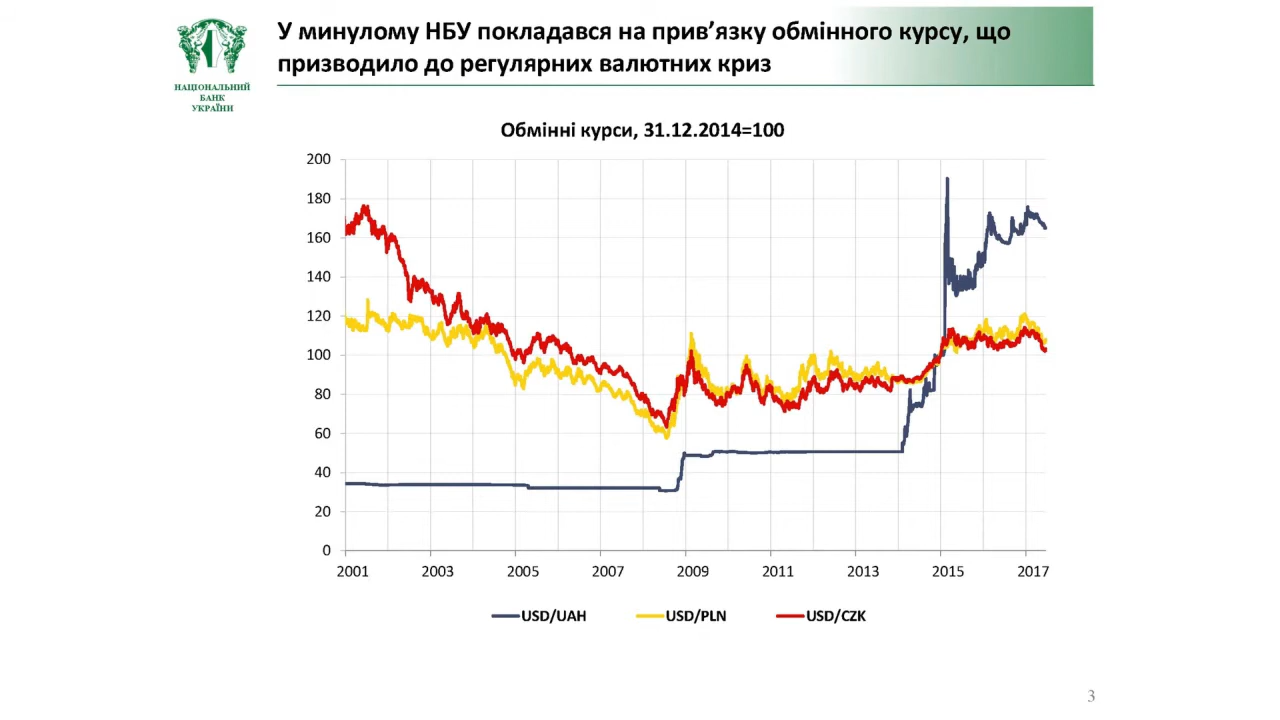 У минулому НБУ покладався на прив’язку обмінного курсу, що
призводило до регулярних валютних криз
НАЦІОНАЛЬНИЙ
БАНК
УКРАЇНИ
Обмінні курси, 31.12.2014=100
200
180
160
140
120
100
80
60
40
20
0
2001 2003 2005 2007 2009 2011 2013 2015 2017
USD/UAH USD/PLN USD/CZK
3